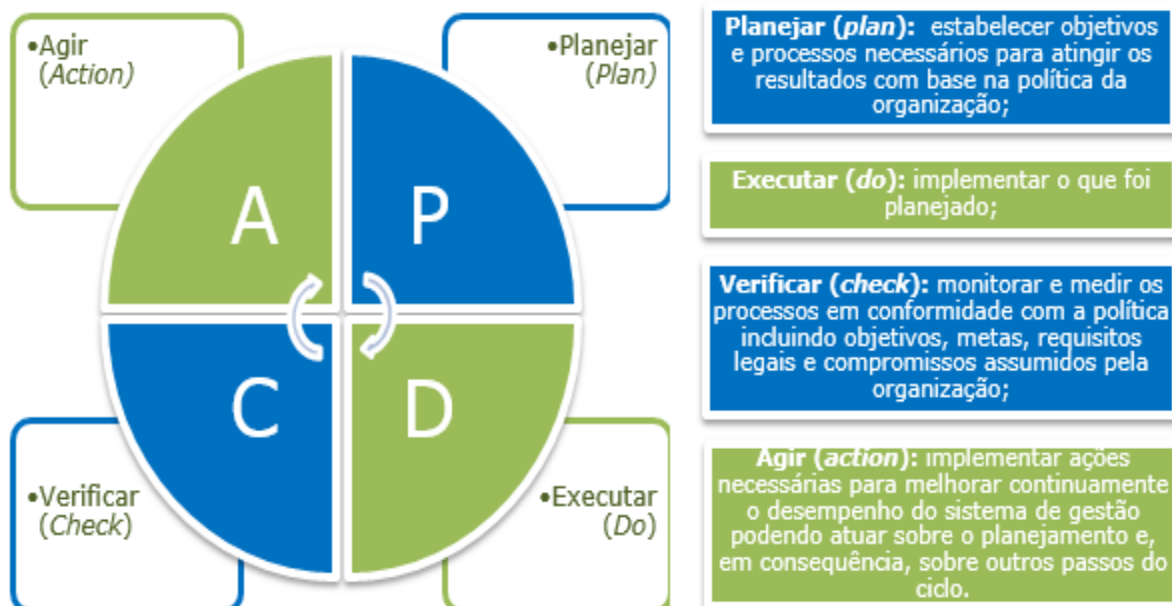 •Agir
(Action)
•Planejar
(Plan)
A
P
C
D
•Verificar
(Check)
•Executar
(Do)
Planejar (plan): estabelecer objetivos
e processos necessários para atingir os
resultados com base na política da
organização;
Executar (do): implementar o que foi
planejado;
Verificar (check): monitorar e medir os
processos em conformidade com a política
incluindo objetivos, metas, requisitos
legais e compromissos assumidos pela
organização;
Agir (action): implementar ações
necessárias para melhorar continuamente
o desempenho do sistema de gestão
podendo atuar sobre o planejamento e,
em consequência, sobre outros passos do
ciclo.